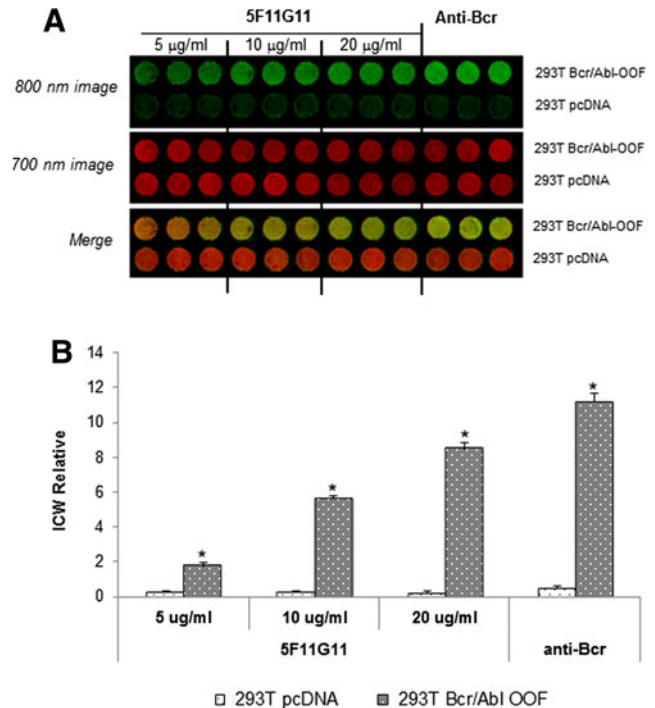 A
5F11G11 Anti-Bcr
5 µg/ml 10 µg/ml 20 µg/ml
800 nm image
293T Bcr/Abl-OOF
293T pcDNA
700 nm image
293T Bcr/Abl-OOF
293T pcDNA
Merge
293T Bcr/Abl-OOF
293T pcDNA
B
ICW Relative
14
12
10
8
6
4
2
0
* * * *
5 ug/ml 10 ug/ml 20 ug/ml
5F11G11 anti-Bcr
293T pcDNA 293T Bcr/Abl OOF